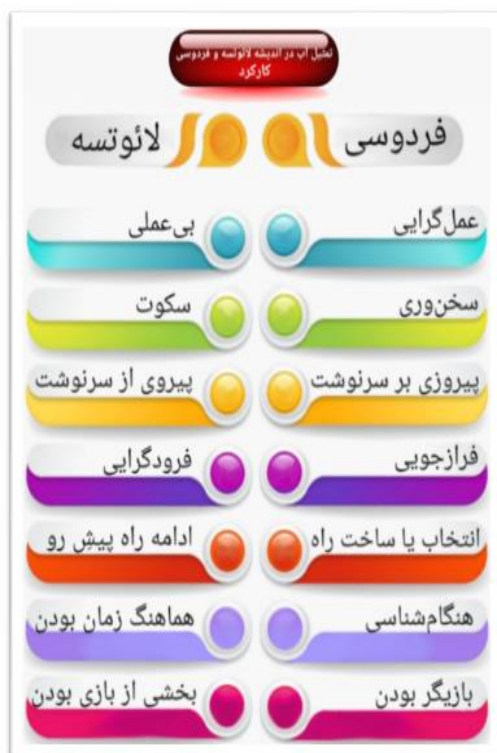 تمثیل آب در اندیشه لائوتسه و فردوسی
کارکرد
فردوسی
لائوتسه
عمل‌گرایی
بی‌عملی
سخن‌وری
سکوت
پیروزی بر سرنوشت
پیروی از سرنوشت
فرازجویی
فرودگرایی
انتخاب یا ساخت راه
ادامه راه پیشِ رو
هنگام‌شناسی
هماهنگ زمان بودن
بازیگر بودن
بخشی از بازی بودن